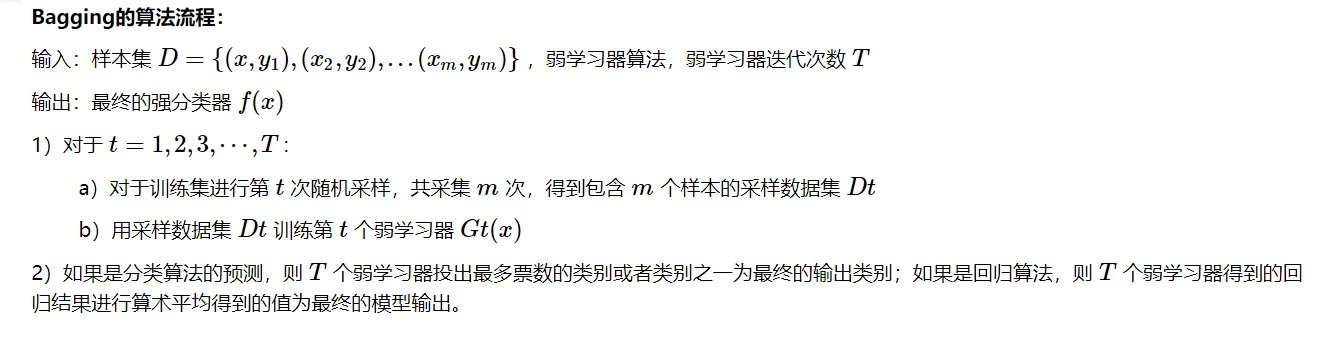 Bagging的算法流程：
输入：样本集 D = {(x, y₁), (x₂, y₂), … (xₘ, yₘ)} ，弱学习器算法，弱学习器迭代次数 T
输出：最终的强分类器 f(x)
1）对于 t = 1, 2, 3, ⋯, T：
a）对于训练集进行第 t 次随机采样，共采集 m 次，得到包含 m 个样本的采样数据集 Dt
b）用采样数据集 Dt 训练第 t 个弱学习器 Gt(x)
2）如果是分类算法的预测，则 T 个弱学习器投出最多票数的类别或者类别之一为最终的输出类别；如果是回归算法，则 T 个弱学习器得到的回
归结果进行算术平均得到的值为最终的模型输出。